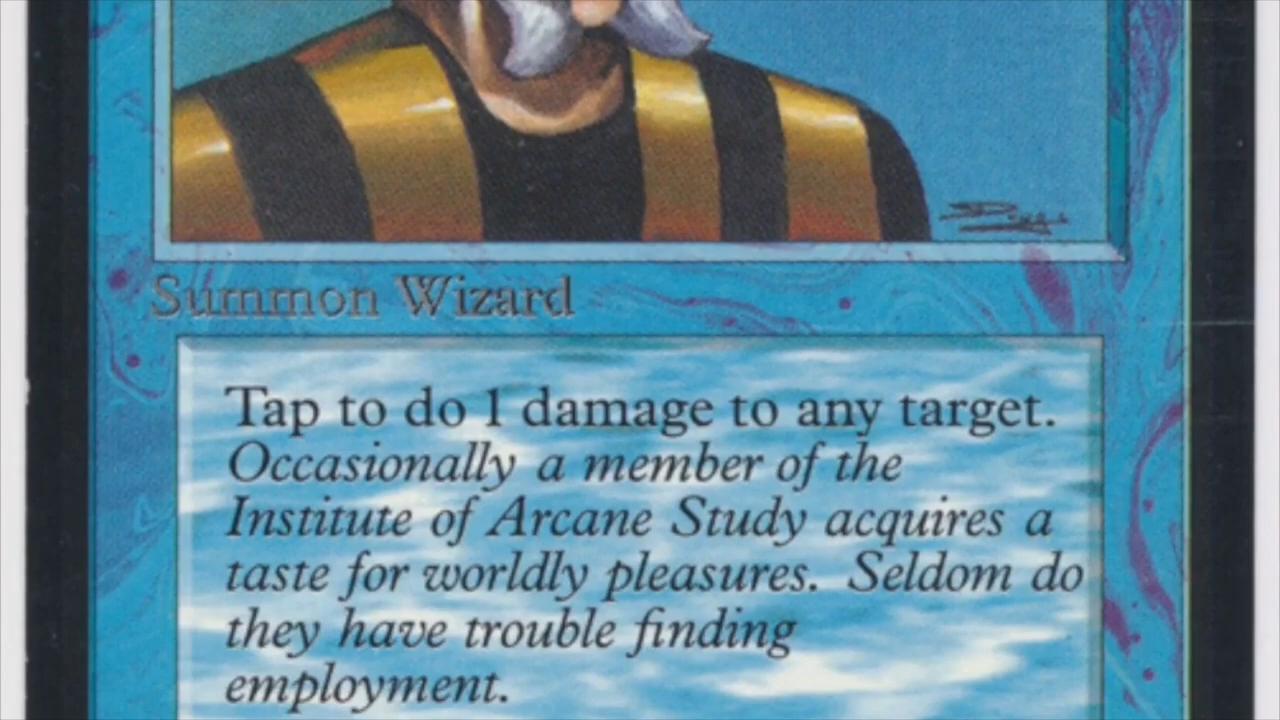 Summon Wizard
Tap to do 1 damage to any target.
Occasionally a member of the
Institute of Arcane Study acquires a
taste for worldly pleasures. Seldom do
they have trouble finding
employment.